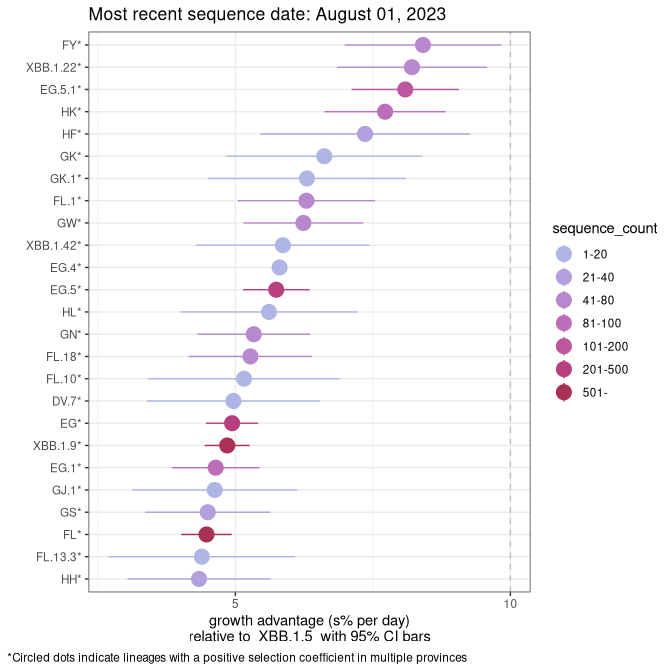 Most recent sequence date: August 01, 2023
FY*
XBB.1.22*
EG.5.1*
HK*
HF*
GK*
GK.1*
FL.1*
GW*
XBB.1.42*
EG.4*
EG.5*
HL*
GN*
FL.18*
FL.10*
DV.7*
EG*
XBB.1.9*
EG.1*
GJ.1*
GS*
FL*
FL.13.3*
HH*
5 10
growth advantage (s% per day)
relative to XBB.1.5 with 95% CI bars
*Circled dots indicate lineages with a positive selection coefficient in multiple provinces
sequence_count
1-20
21-40
41-80
81-100
101-200
201-500
501-